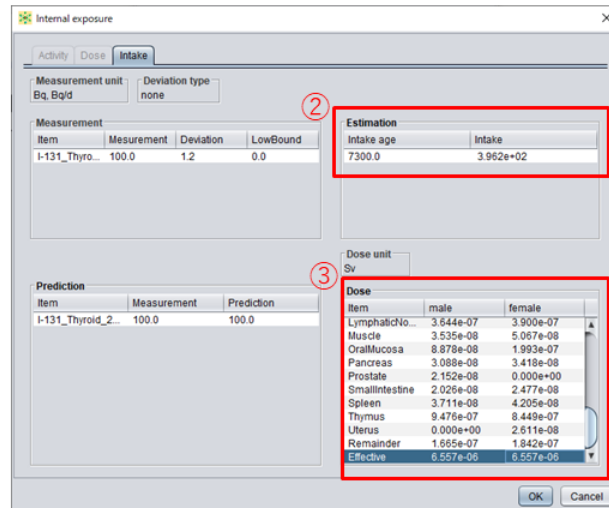 Internal exposure
Activity Dose Intake
Measurement unit
Bq, Bq/d
Deviation type
none
②
Measurement
Item Mesurement Deviation LowBound
I-131_Thyro... 100.0 1.2 0.0
Estimation
Intake age Intake
7300.0 3.962e+02
Dose unit
Sv
③
Prediction
Item Measurement Prediction
I-131_Thyroid_2... 100.0 100.0
Dose
Item male female
LymphaticNo... 3.644e-07 3.900e-07
Muscle 3.535e-08 5.067e-08
OralMucosa 8.878e-08 1.993e-07
Pancreas 3.088e-08 3.418e-08
Prostate 2.152e-08 0.000e+00
SmallIntestine 2.026e-08 2.477e-08
Spleen 3.711e-08 4.205e-08
Thymus 9.476e-07 8.449e-07
Uterus 0.000e+00 2.611e-08
Remainder 1.665e-07 1.842e-07
Effective 6.557e-06 6.557e-06
OK Cancel